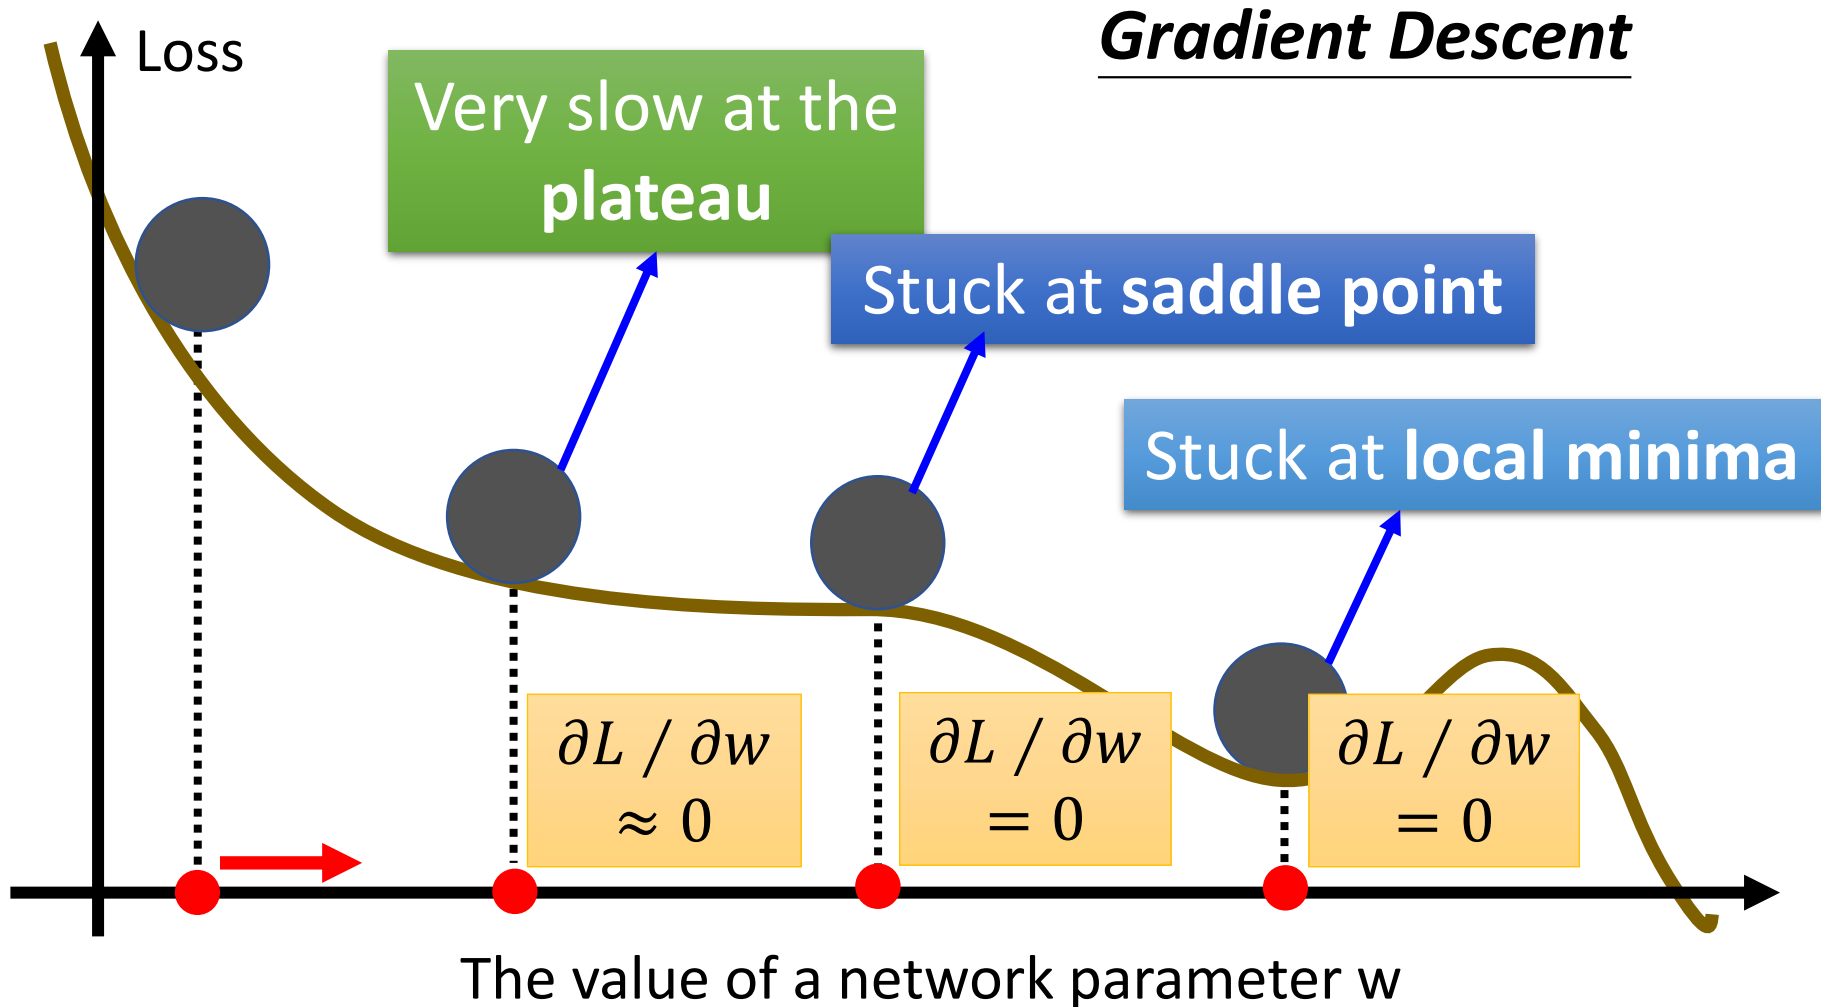 Gradient Descent
Loss
Very slow at the
plateau
Stuck at saddle point
Stuck at local minima
∂L / ∂w
≈ 0
∂L / ∂w
= 0
∂L / ∂w
= 0
The value of a network parameter w